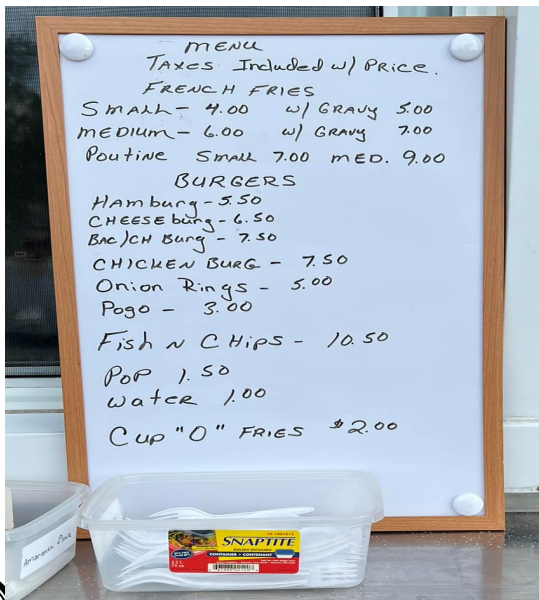 MENU
TAXES Included w/ PRICE.
FRENCH FRIES
SMALL - 4.00 w/ GRAVY 5.00
MEDIUM - 6.00 w/ GRAVY 7.00
Poutine SMALL 7.00 MED. 9.00
BURGERS
Hamburg - 5.50
CHEESE burg - 6.50
BAC/CH Burg - 7.50
CHICKEN BURG - 7.50
Onion Rings - 5.00
Pogo - 3.00
Fish N CHips - 10.50
POP 1.50
Water 1.00
Cup "O" FRIES $2.00
SNAPTITE
CONTAINER • CONTENANT
Amaranth